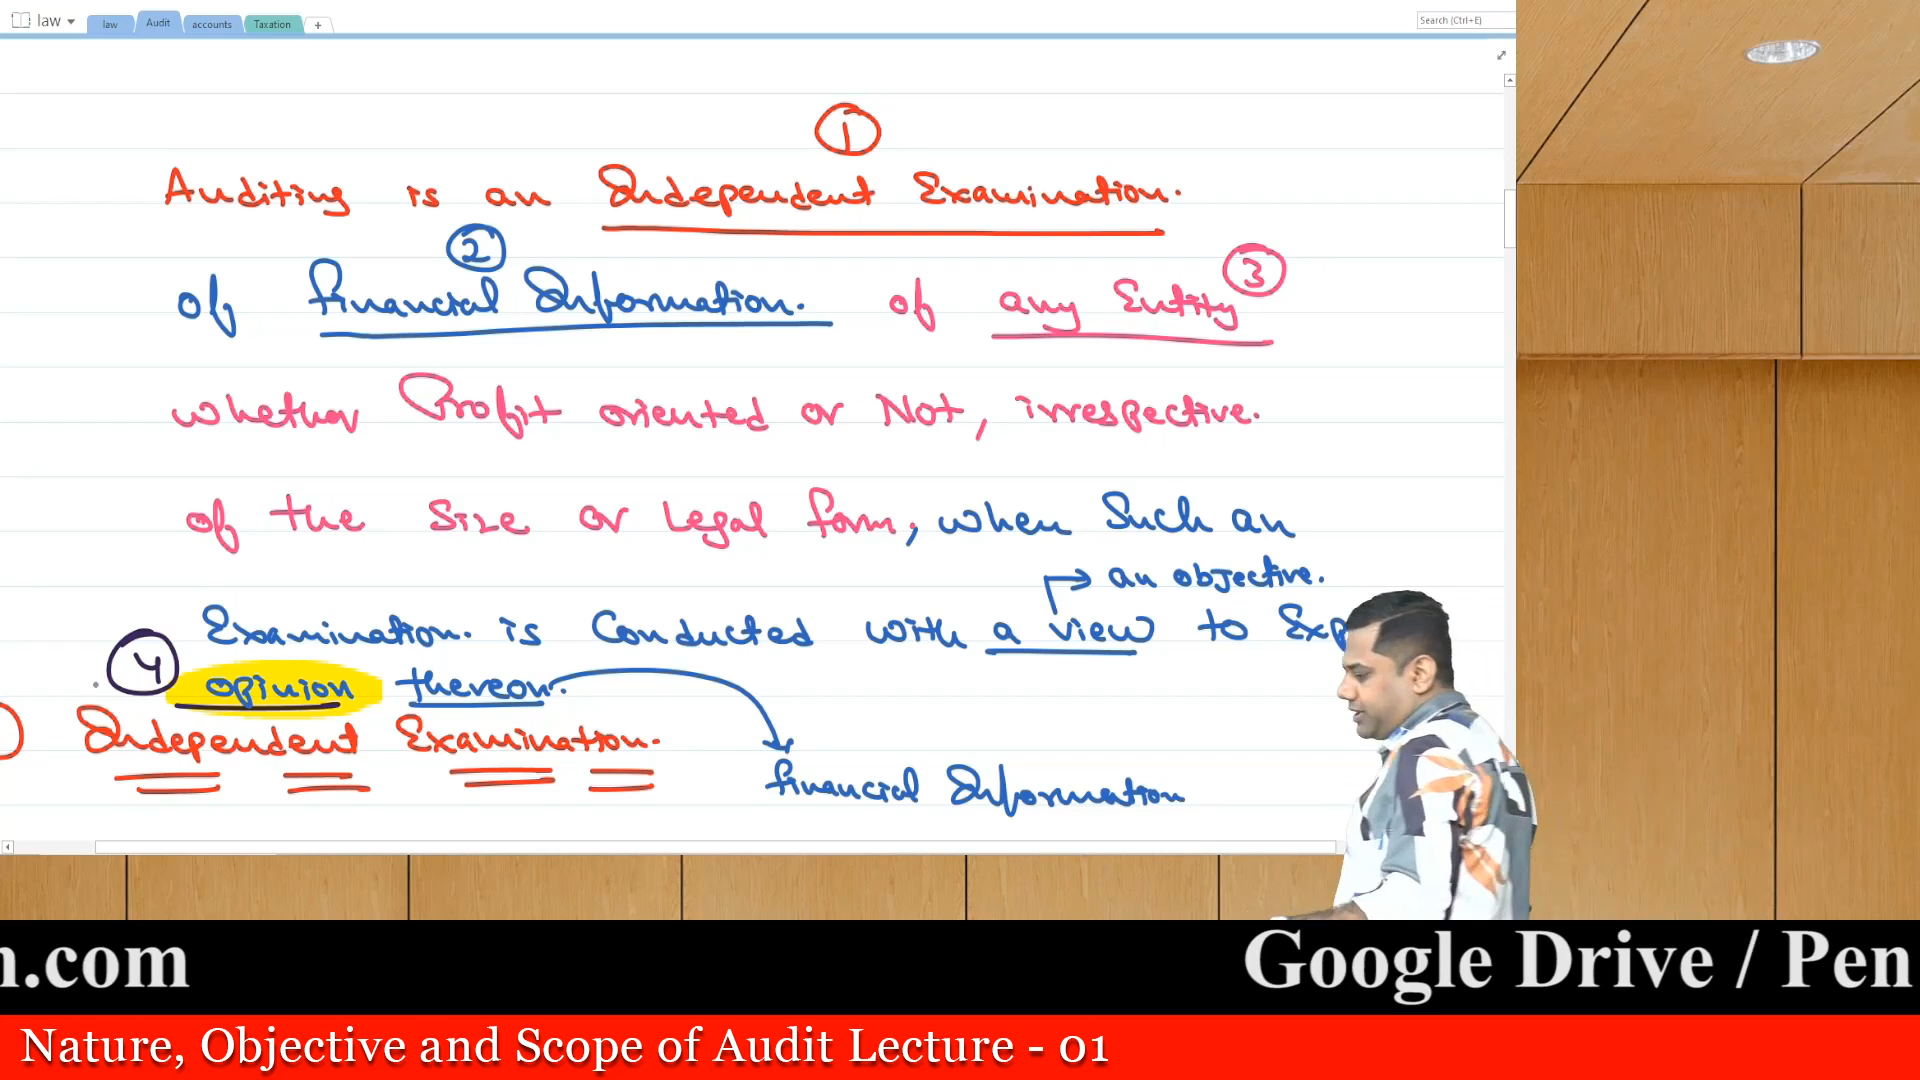 law
law Audit accounts Taxation +
Search (Ctrl+E)
1
Auditing is an Independent Examination.
2
3
of financial Information. of any Entity
whether Profit oriented or Not, irrespective.
of the Size or Legal form, when Such an
an objective.
Examination. is Conducted with a view to Exp
4
opinion thereon.
Independent Examination.
financial Information
n.com Google Drive / Pen
Nature, Objective and Scope of Audit Lecture - 01